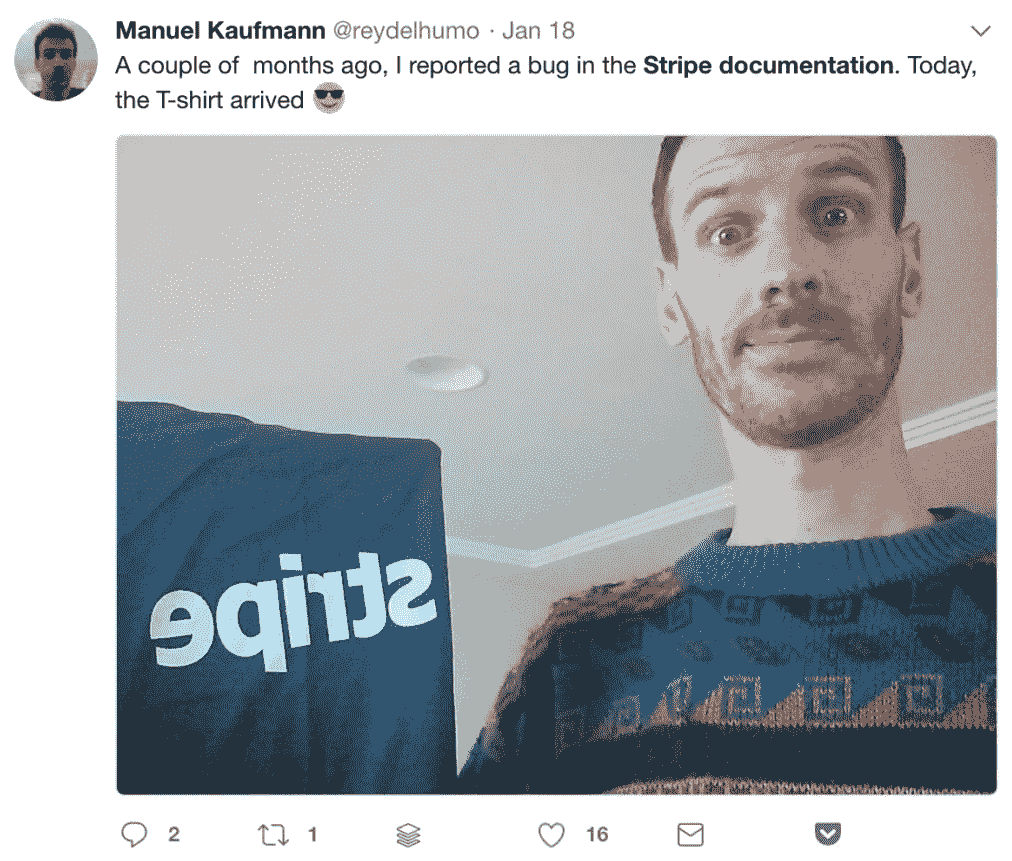 Manuel Kaufmann @reydelhumo · Jan 18
A couple of months ago, I reported a bug in the Stripe documentation. Today,
the T-shirt arrived 😎
stripe
2 1 16